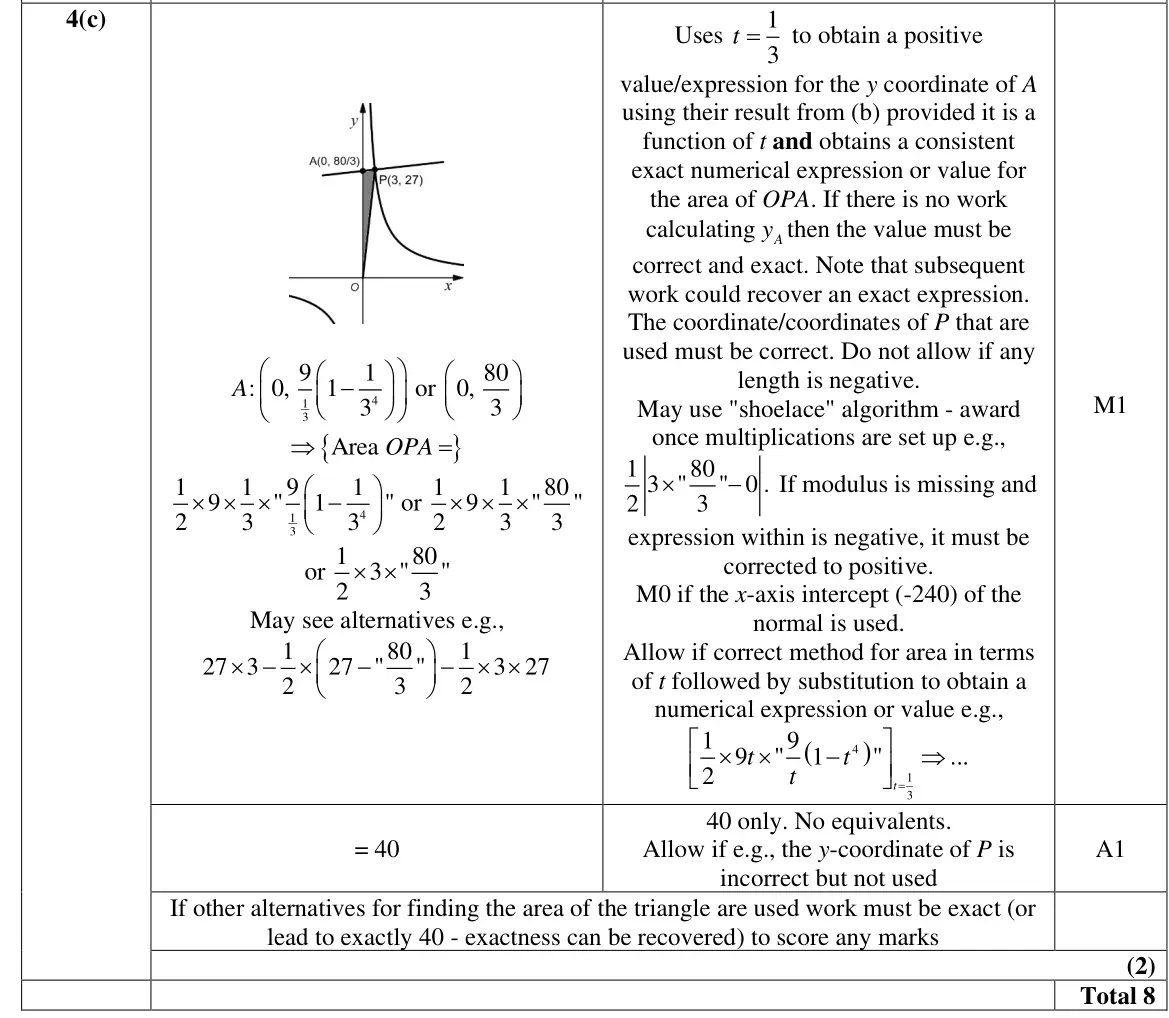 4(c)
y
A(0, 80/3)
P(3, 27)
O
x
A: (0, 9/(1/3) (1 − 1/3⁴)) or (0, 80/3)
⇒ {Area OPA =}
1/2 × 9 × 1/3 × "9/(1/3) (1 − 1/3⁴)" or 1/2 × 9 × 1/3 × "80/3"
or 1/2 × 3 × "80/3"
May see alternatives e.g.,
27 × 3 − 1/2 × (27 − "80/3") − 1/2 × 3 × 27
Uses t = 1/3 to obtain a positive
value/expression for the y coordinate of A
using their result from (b) provided it is a
function of t and obtains a consistent
exact numerical expression or value for
the area of OPA. If there is no work
calculating y_A then the value must be
correct and exact. Note that subsequent
work could recover an exact expression.
The coordinate/coordinates of P that are
used must be correct. Do not allow if any
length is negative.
May use "shoelace" algorithm - award
once multiplications are set up e.g.,
1/2 |3 × "80/3" − 0|. If modulus is missing and
expression within is negative, it must be
corrected to positive.
M0 if the x-axis intercept (-240) of the
normal is used.
Allow if correct method for area in terms
of t followed by substitution to obtain a
numerical expression or value e.g.,
[1/2 × 9t × "9/t (1 − t⁴)"]_{t=1/3} ⇒ ...
M1
= 40
40 only. No equivalents.
Allow if e.g., the y-coordinate of P is
incorrect but not used
A1
If other alternatives for finding the area of the triangle are used work must be exact (or
lead to exactly 40 - exactness can be recovered) to score any marks
(2)
Total 8